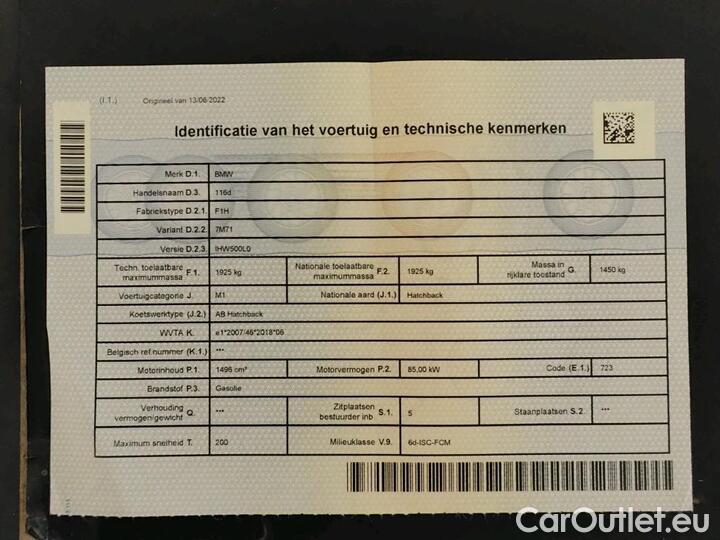 (I.1.) Origineel van 13/06/2022
Identificatie van het voertuig en technische kenmerken
Merk D.1. BMW
Handelsnaam D.3. 116d
Fabriekstype D.2.1. F1H
Variant D.2.2. 7M71
Versie D.2.3. IHW500L0
Techn. toelaatbare maximummassa F.1. 1925 kg Nationale toelaatbare maximummassa F.2. 1925 kg Massa in rijklare toostand G. 1450 kg
Voertuigcategorie J. M1 Nationale aard (J.1.) Hatchback
Koetswerktype (J.2.) AB Hatchback
WVTA K. e1*2007/46*2018*06
Belgisch ref.nummer (K.1.) ***
Motorinhoud P.1. 1496 cm³ Motorvermogen P.2. 85,00 kW Code (E.1.) 723
Brandstof P.3. Gasolie
Verhouding vermogen/gewicht Q. *** Zitplaatsen bestuurder inb. S.1. 5 Staanplaatsen S.2. ***
Maximum snelheid T. 200 Milieuklasse V.9. 6d-ISC-FCM
CarOutlet.eu